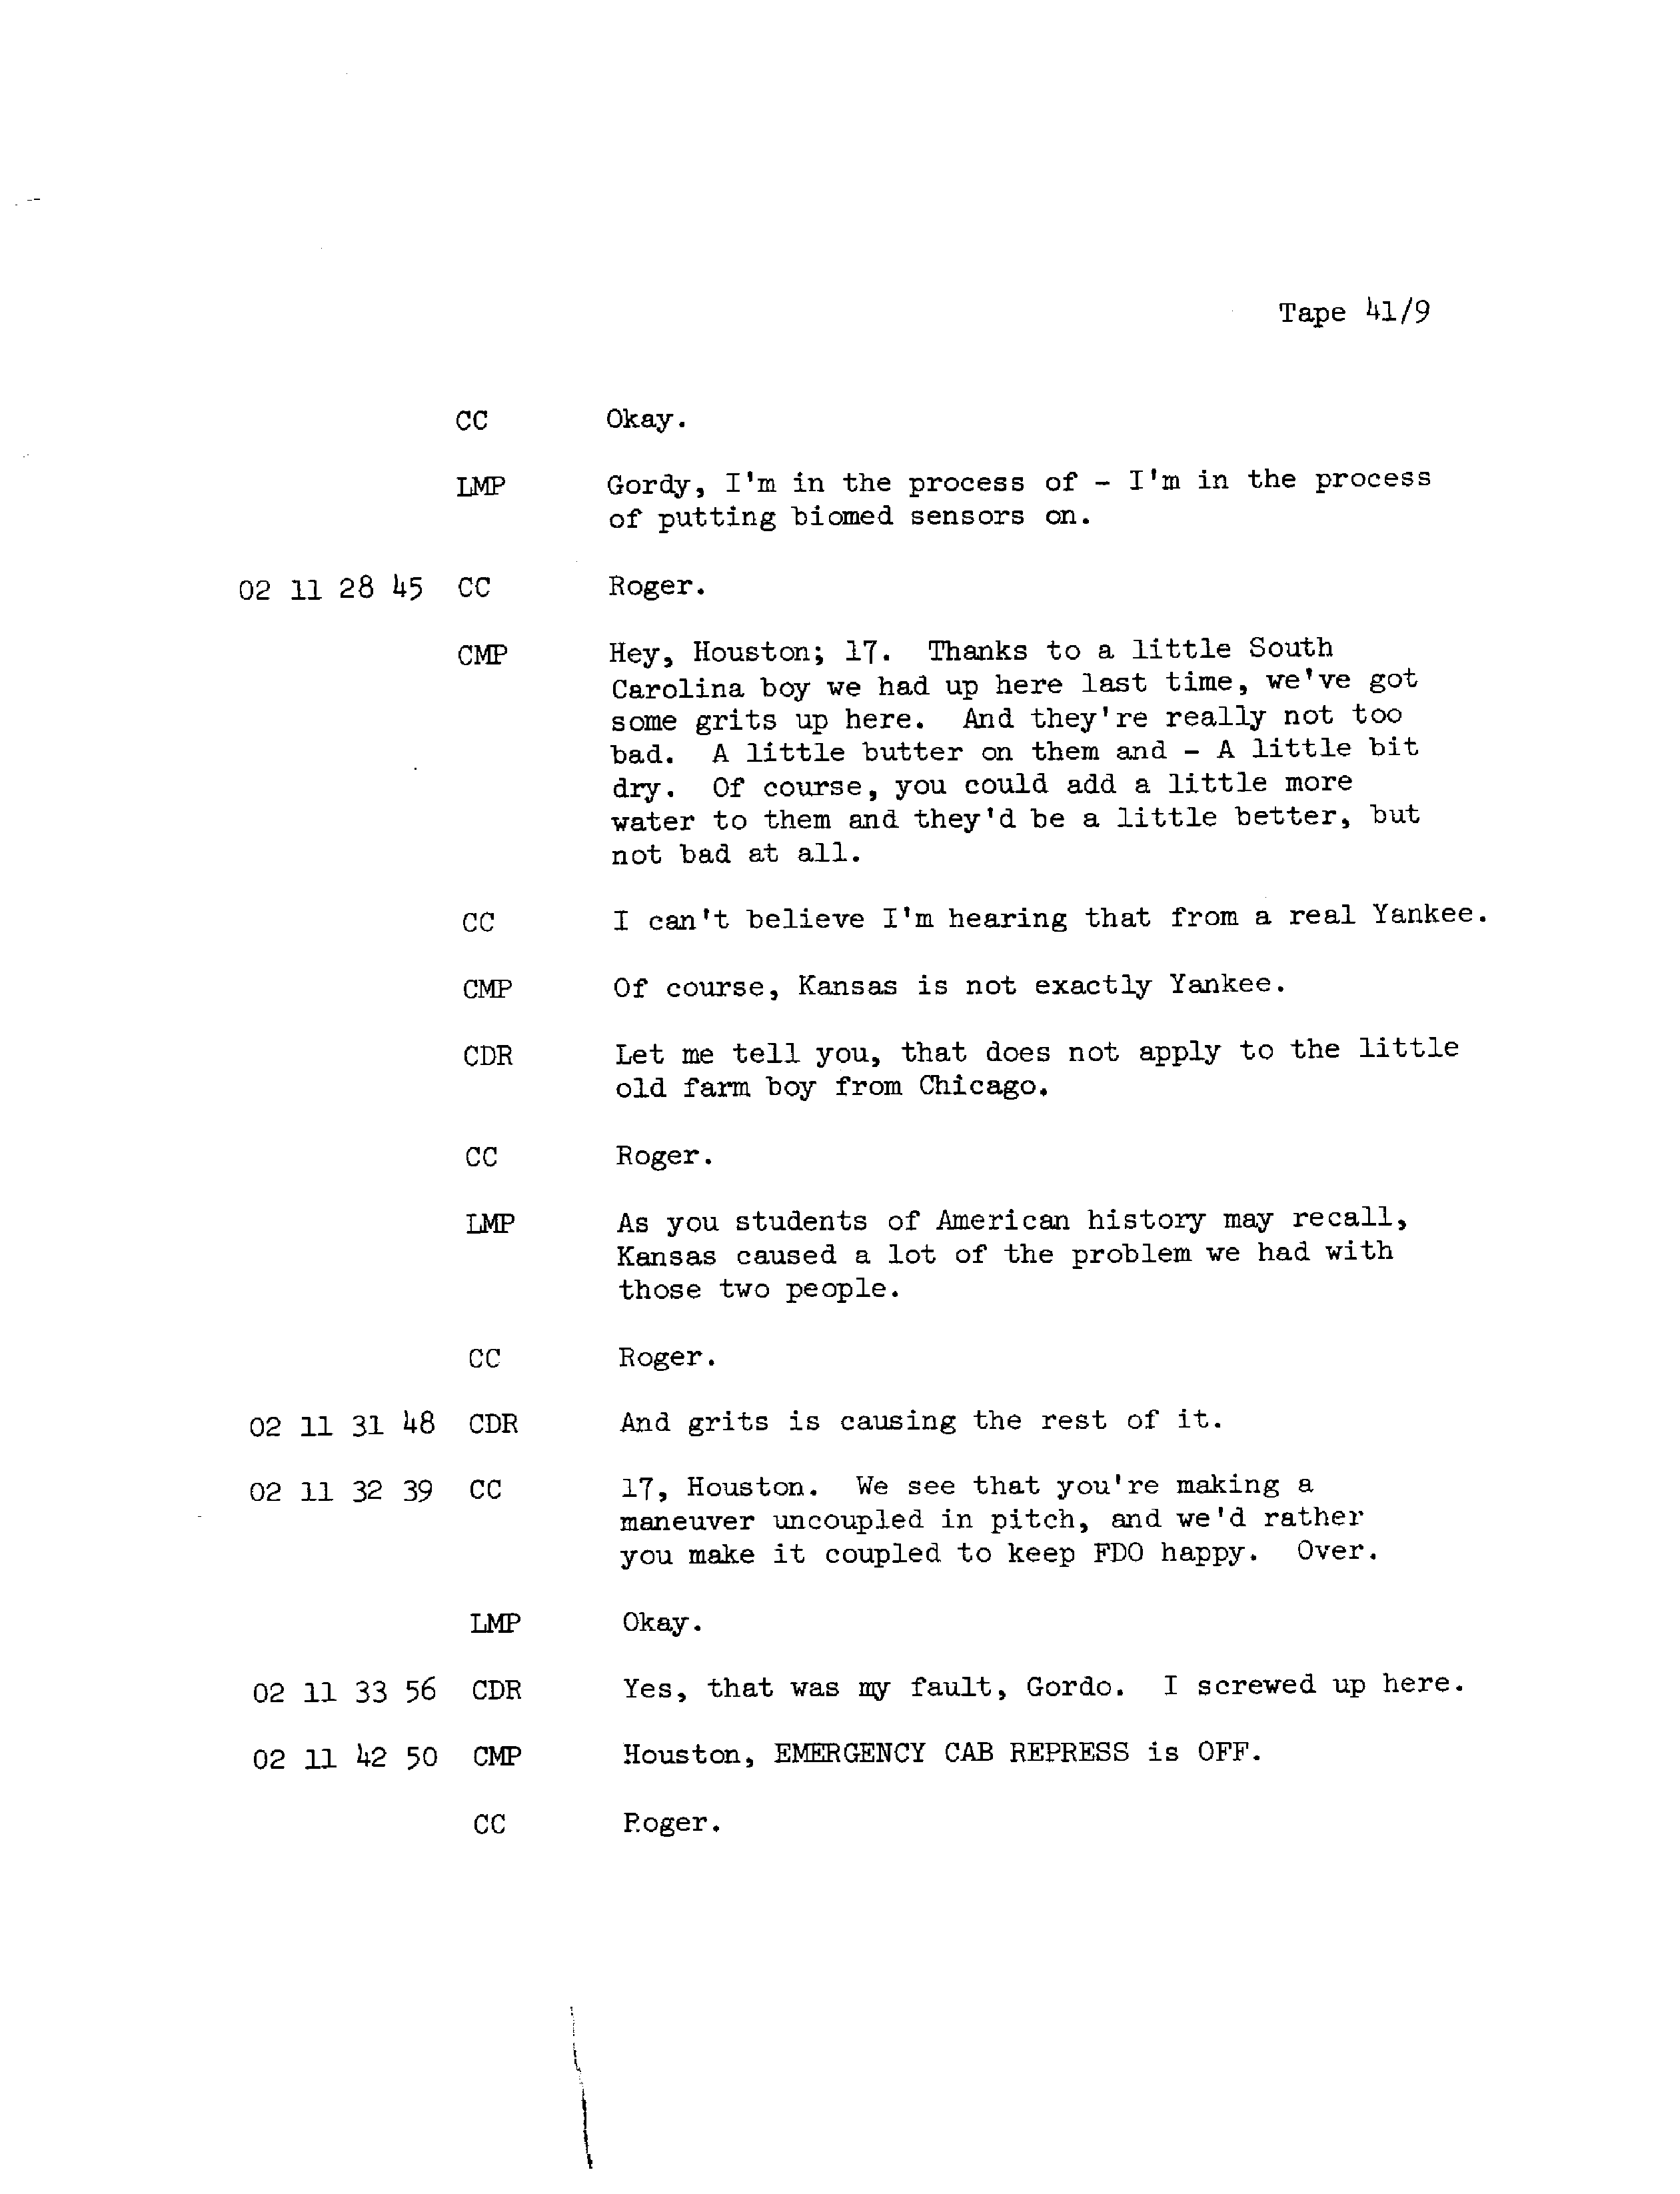 Tape 41/9
CC Okay.
LMP Gordy, I'm in the process of - I'm in the process
of putting biomed sensors on.
02 11 28 45 CC Roger.
CMP Hey, Houston; 17. Thanks to a little South
Carolina boy we had up here last time, we've got
some grits up here. And they're really not too
bad. A little butter on them and - A little bit
dry. Of course, you could add a little more
water to them and they'd be a little better, but
not bad at all.
CC I can't believe I'm hearing that from a real Yankee.
CMP Of course, Kansas is not exactly Yankee.
CDR Let me tell you, that does not apply to the little
old farm boy from Chicago.
CC Roger.
LMP As you students of American history may recall,
Kansas caused a lot of the problem we had with
those two people.
CC Roger.
02 11 31 48 CDR And grits is causing the rest of it.
02 11 32 39 CC 17, Houston. We see that you're making a
maneuver uncoupled in pitch, and we'd rather
you make it coupled to keep FDO happy. Over.
LMP Okay.
02 11 33 56 CDR Yes, that was my fault, Gordo. I screwed up here.
02 11 42 50 CMP Houston, EMERGENCY CAB REPRESS is OFF.
CC Roger.